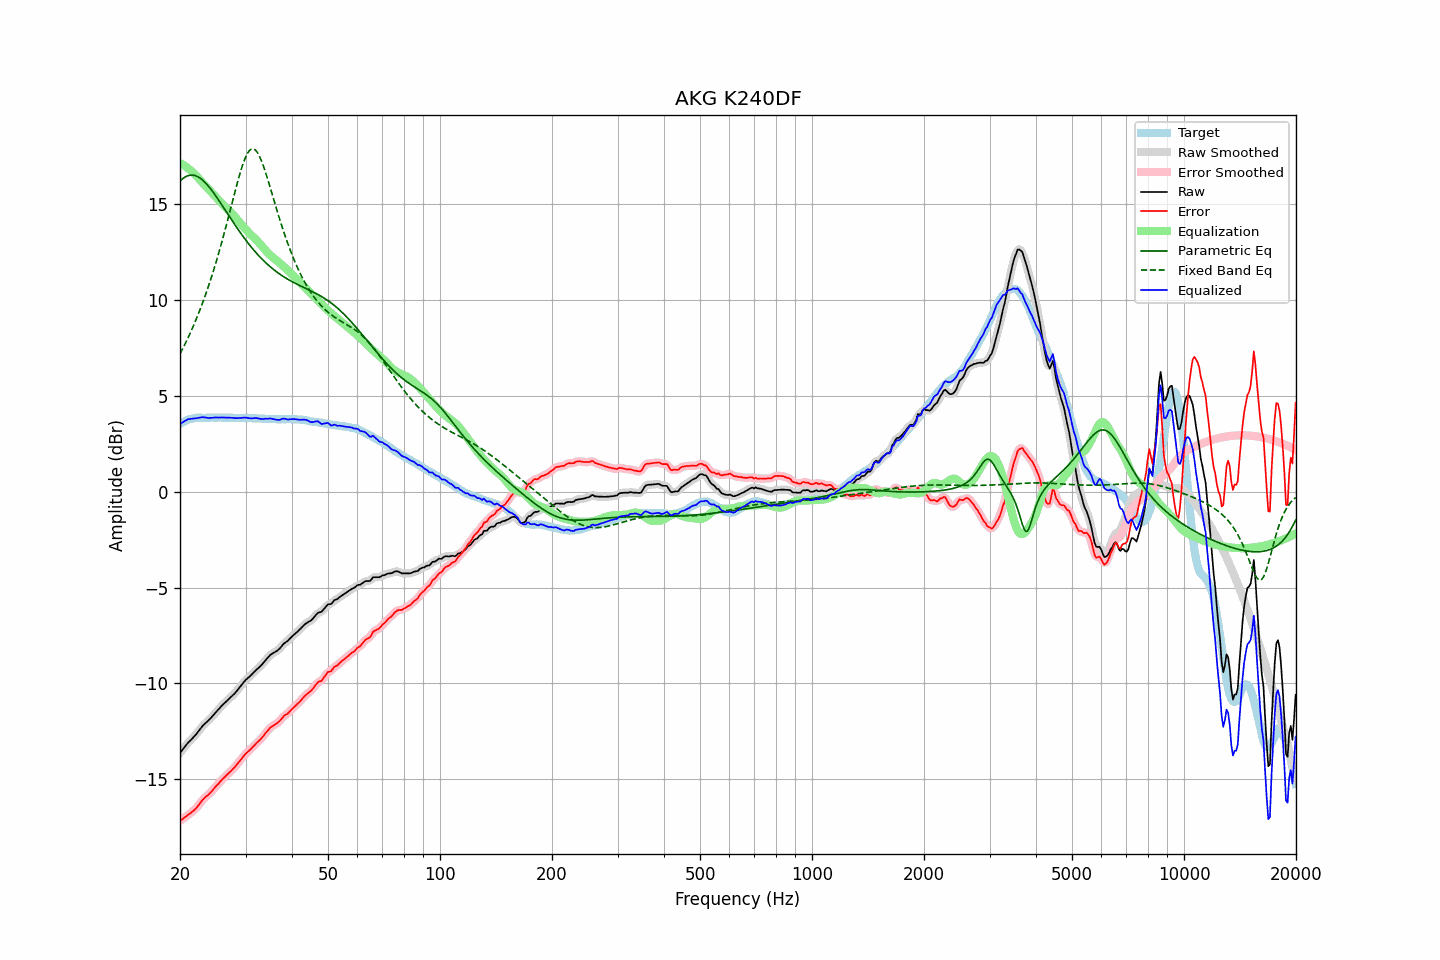 AKG K240DF
Amplitude (dBr)
15
10
5
0
−5
−10
−15
Target
Raw Smoothed
Error Smoothed
Raw
Error
Equalization
Parametric Eq
Fixed Band Eq
Equalized
20
50
100
200
500
1000
2000
5000
10000
20000
Frequency (Hz)